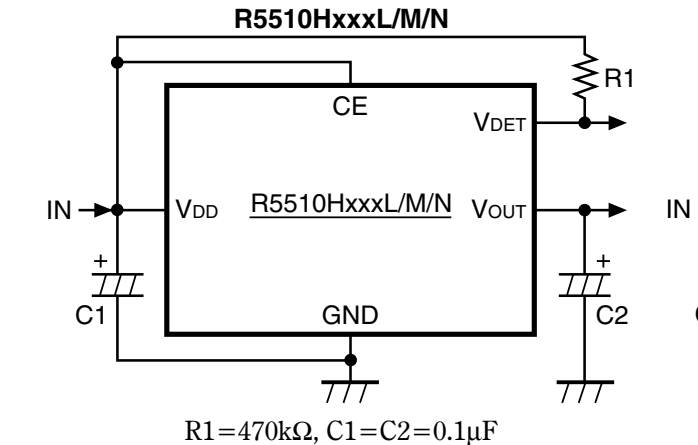 R5510HxxxL/M/N
R1
CE
VDET
IN
VDD
R5510HxxxL/M/N
VOUT
IN
+
+
C1
GND
C2
R1=470kΩ, C1=C2=0.1µF